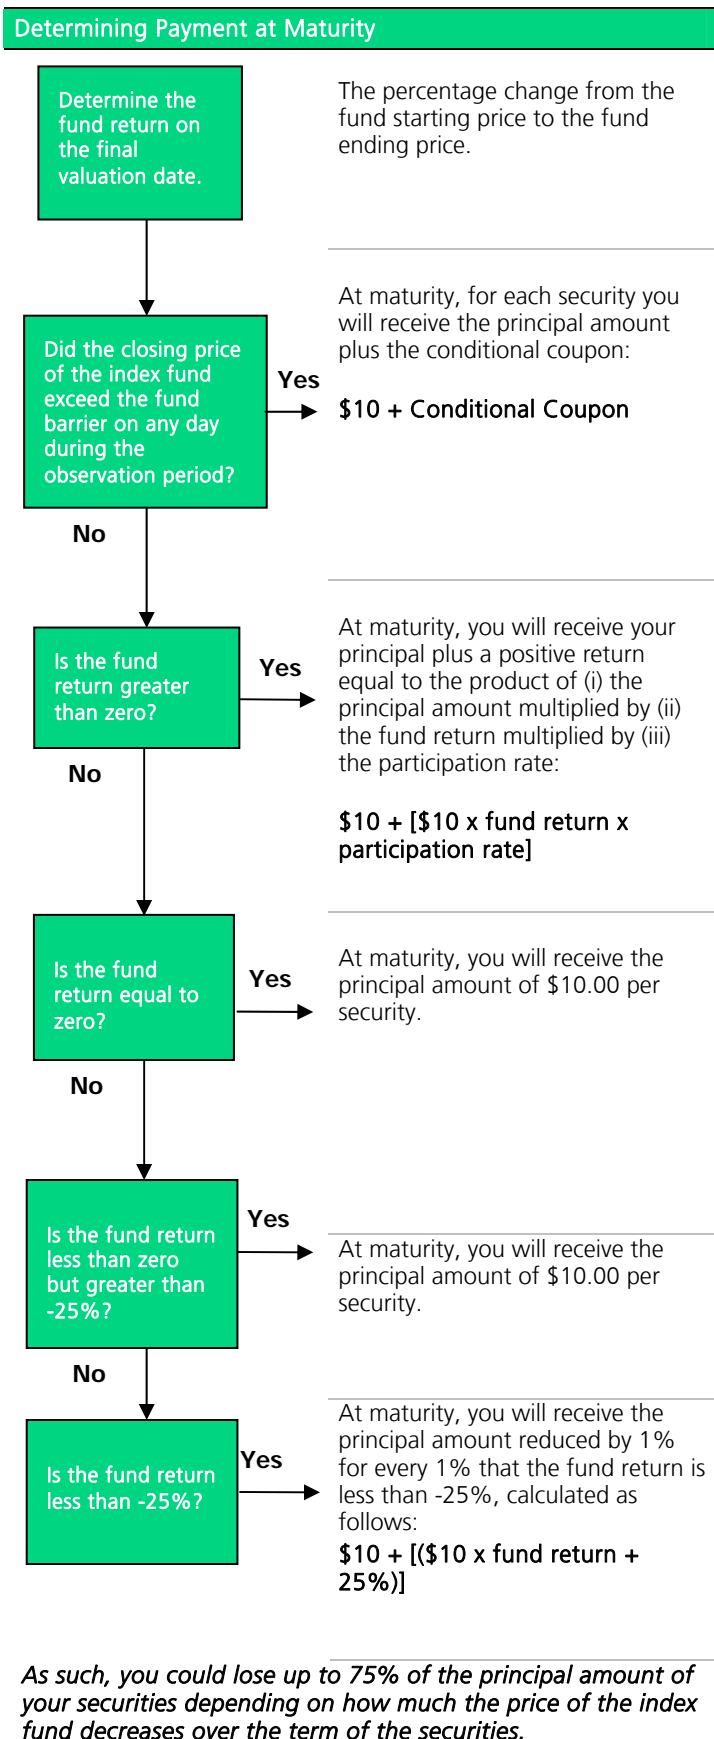 Determining Payment at Maturity
Determine the
fund return on
the final
valuation date.
The percentage change from the
fund starting price to the fund
ending price.
Did the closing price
of the index fund
exceed the fund
barrier on any day
during the
observation period?
Yes
At maturity, for each security you
will receive the principal amount
plus the conditional coupon:
$10 + Conditional Coupon
No
Is the fund
return greater
than zero?
Yes
At maturity, you will receive your
principal plus a positive return
equal to the product of (i) the
principal amount multiplied by (ii)
the fund return multiplied by (iii)
the participation rate:
$10 + [$10 x fund return x
participation rate]
No
Is the fund
return equal to
zero?
Yes
At maturity, you will receive the
principal amount of $10.00 per
security.
No
Is the fund return
less than zero
but greater than
-25%?
Yes
At maturity, you will receive the
principal amount of $10.00 per
security.
No
Is the fund return
less than -25%?
Yes
At maturity, you will receive the
principal amount reduced by 1%
for every 1% that the fund return is
less than -25%, calculated as
follows:
$10 + [($10 x fund return +
25%)]
As such, you could lose up to 75% of the principal amount of
your securities depending on how much the price of the index
fund decreases over the term of the securities.